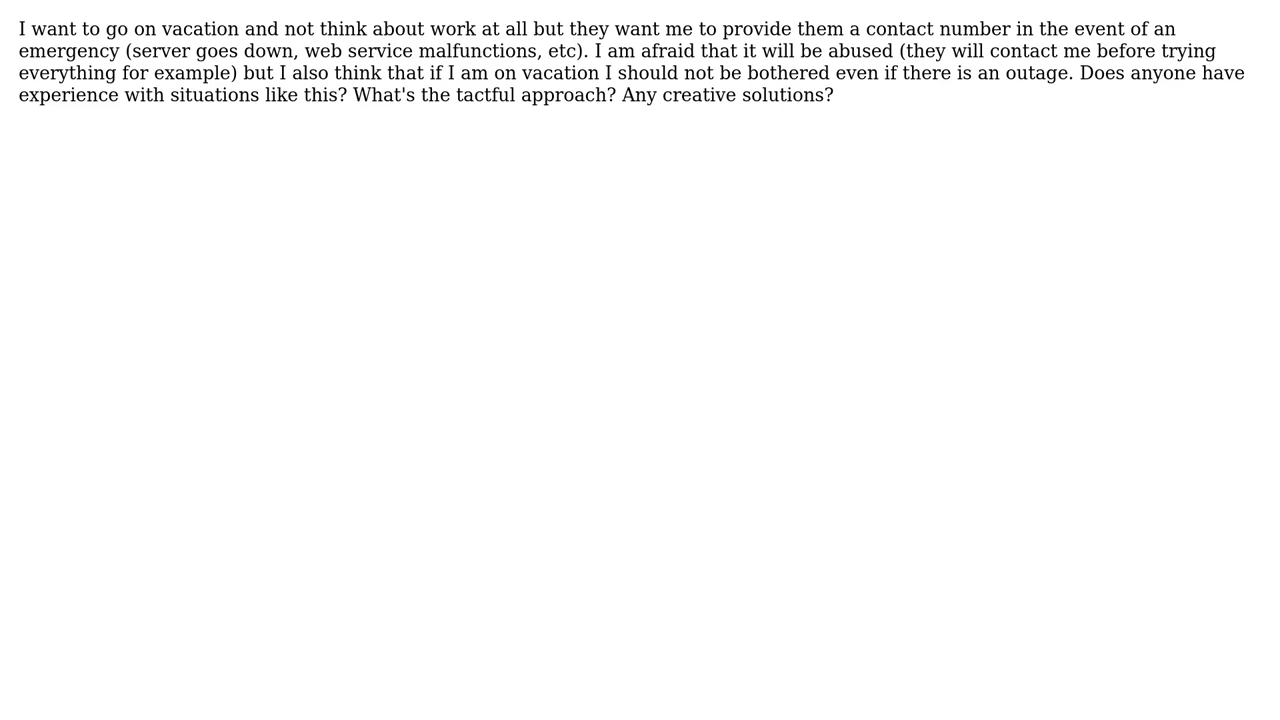 I want to go on vacation and not think about work at all but they want me to provide them a contact number in the event of an
emergency (server goes down, web service malfunctions, etc). I am afraid that it will be abused (they will contact me before trying
everything for example) but I also think that if I am on vacation I should not be bothered even if there is an outage. Does anyone have
experience with situations like this? What's the tactful approach? Any creative solutions?